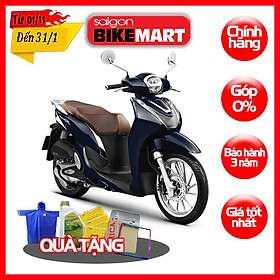 Từ 01/11
Đến 31/1
saigon
BIKEMART
Chính
hãng
Góp
0%
Bảo hành
3 năm
Giá tốt
nhất
QUÀ TẶNG